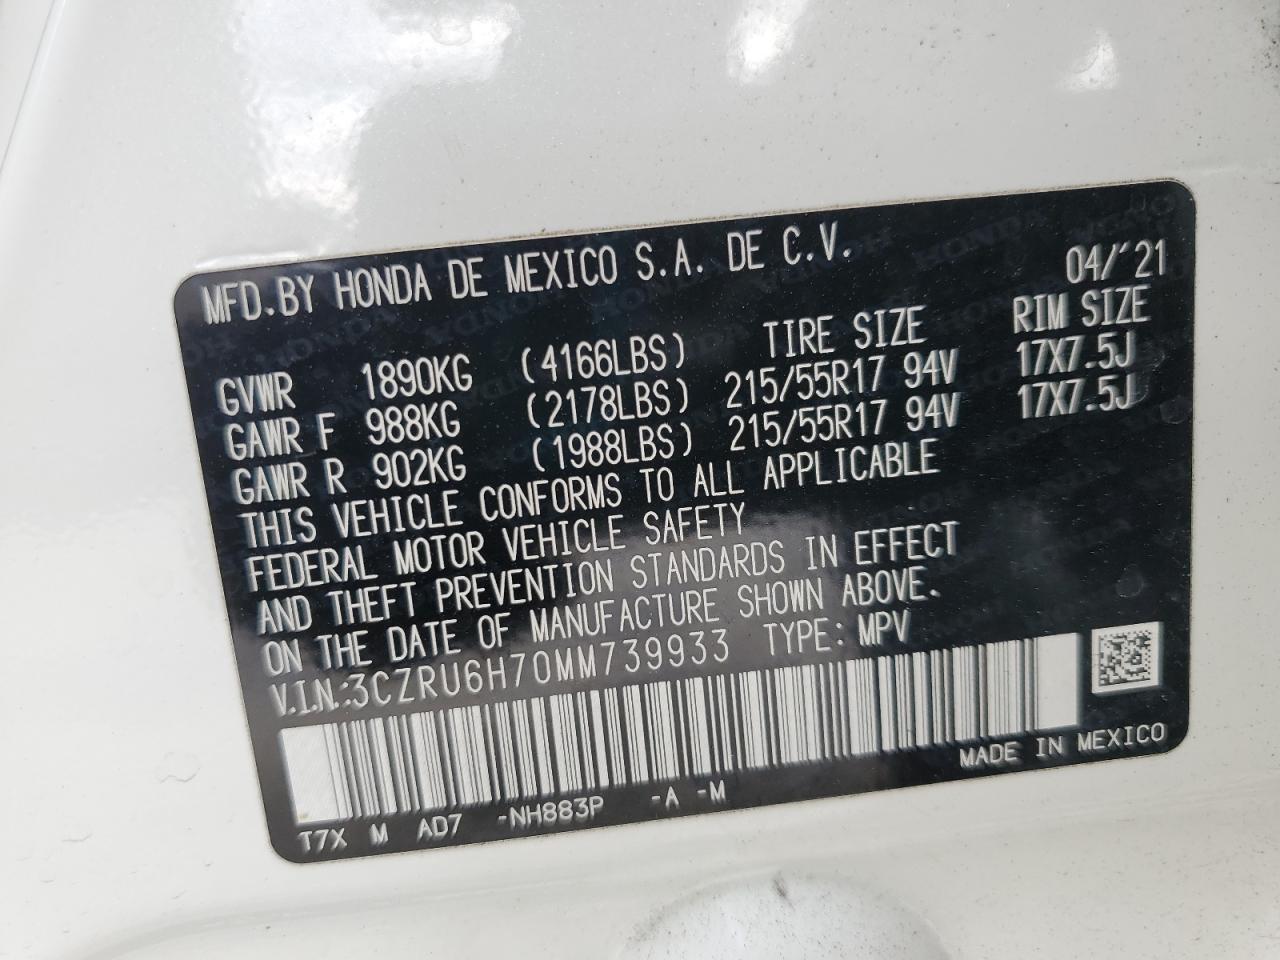 MFD.BY HONDA DE MEXICO S.A. DE C.V. 04/'21
TIRE SIZE RIM SIZE
GVWR 1890KG (4166LBS)
GAWR F 988KG (2178LBS) 215/55R17 94V 17X7.5J
GAWR R 902KG (1988LBS) 215/55R17 94V 17X7.5J
THIS VEHICLE CONFORMS TO ALL APPLICABLE
FEDERAL MOTOR VEHICLE SAFETY
AND THEFT PREVENTION STANDARDS IN EFFECT
ON THE DATE OF MANUFACTURE SHOWN ABOVE.
V.I.N.:3CZRU6H70MM739933 TYPE: MPV
MADE IN MEXICO
T7X M AD7 -NH883P -A -M